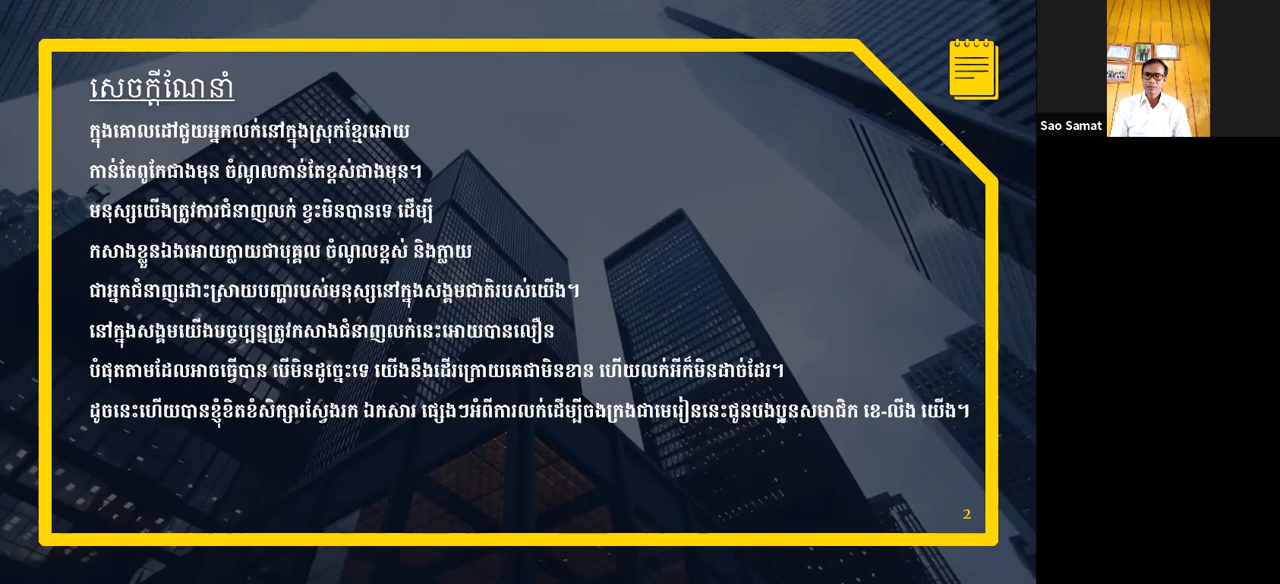 សេចក្តីណែនាំ
ក្នុងគោលដៅជួយអ្នកលក់នៅក្នុងស្រុកខ្មែរអោយ
កាន់តែពូកែជាងមុន ចំណូលកាន់តែខ្ពស់ជាងមុន។
មនុស្សយើងត្រូវការជំនាញលក់ ខ្វះមិនបានទេ ដើម្បី
កសាងខ្លួនឯងអោយក្លាយជាបុគ្គល ចំណូលខ្ពស់ និងក្លាយ
ជាអ្នកជំនាញដោះស្រាយបញ្ហារបស់មនុស្សនៅក្នុងសង្គមជាតិរបស់យើង។
នៅក្នុងសង្គមយើងបច្ចុប្បន្នត្រូវកសាងជំនាញលក់នេះអោយបានលឿន
បំផុតតាមដែលអាចធ្វើបាន បើមិនដូច្នេះទេ យើងនឹងដើរក្រោយគេជាមិនខាន ហើយលក់អីក៏មិនដាច់ដែរ។
ដូចនេះហើយបានខ្ញុំខិតខំសិក្សារស្វែងរក ឯកសារ ផ្សេងៗអំពីការលក់ដើម្បីចងក្រងជាមេរៀននេះជូនបងប្អូនសមាជិក ខេ-លីង យើង។
2
Sao Samat